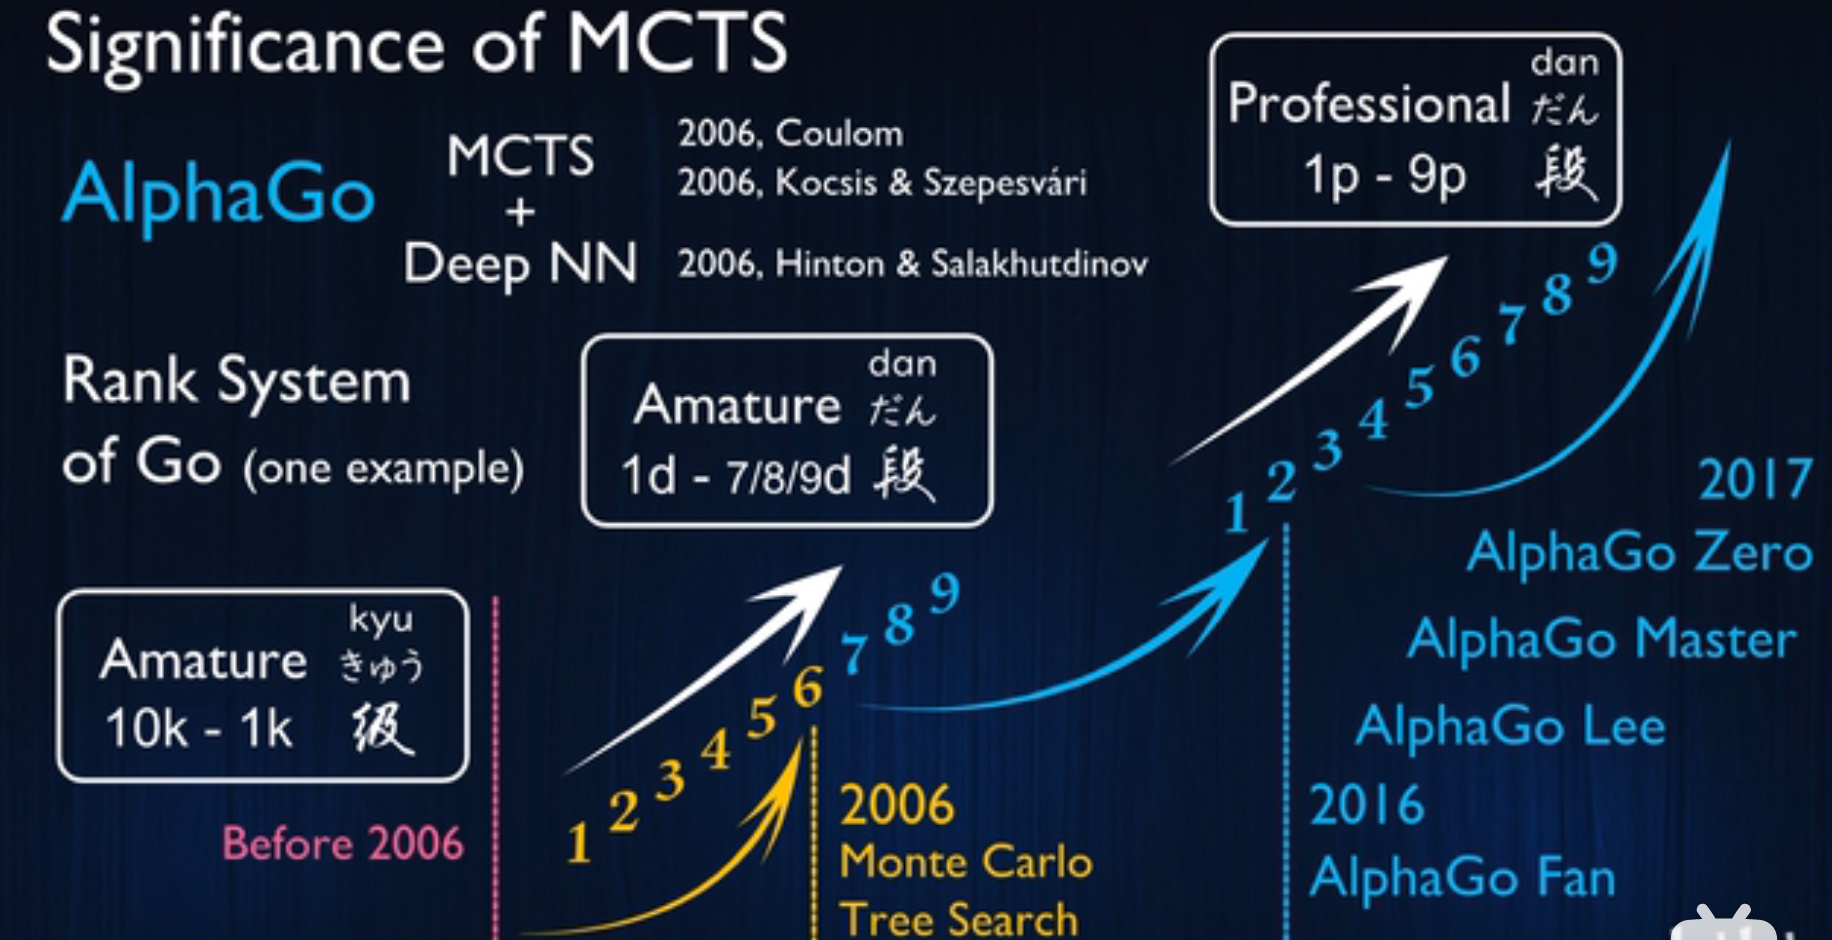 Significance of MCTS
AlphaGo
MCTS
+
Deep NN
2006, Coulom
2006, Kocsis & Szepesvári
2006, Hinton & Salakhutdinov
Rank System
of Go (one example)
kyu
Amature きゅう
10k - 1k 級
Before 2006
dan
Amature だん
1d - 7/8/9d 段
1 2 3 4 5 6 7 8 9
2006
Monte Carlo
Tree Search
dan
Professional だん
1p - 9p 段
1 2 3 4 5 6 7 8 9
2017
AlphaGo Zero
AlphaGo Master
AlphaGo Lee
2016
AlphaGo Fan